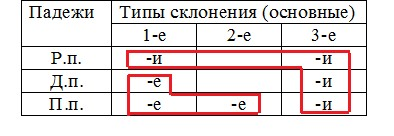 Падежи Типы склонения (основные)
1-е 2-е 3-е
Р.п. -и -и
Д.п. -е -и
П.п. -е -е -и